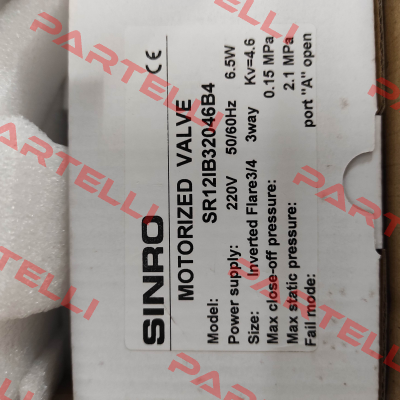 SINRO
CE
MOTORIZED VALVE
Model: SR12IB32046B4
Power supply: 220V 50/60Hz 6.5W
Size: Inverted Flare3/4 3way Kv=4.6
Max close-off pressure: 0.15 MPa
Max static pressure: 2.1 MPa
Fail mode: port "A" open
PARTELLI
PARTELLI
PARTELLI